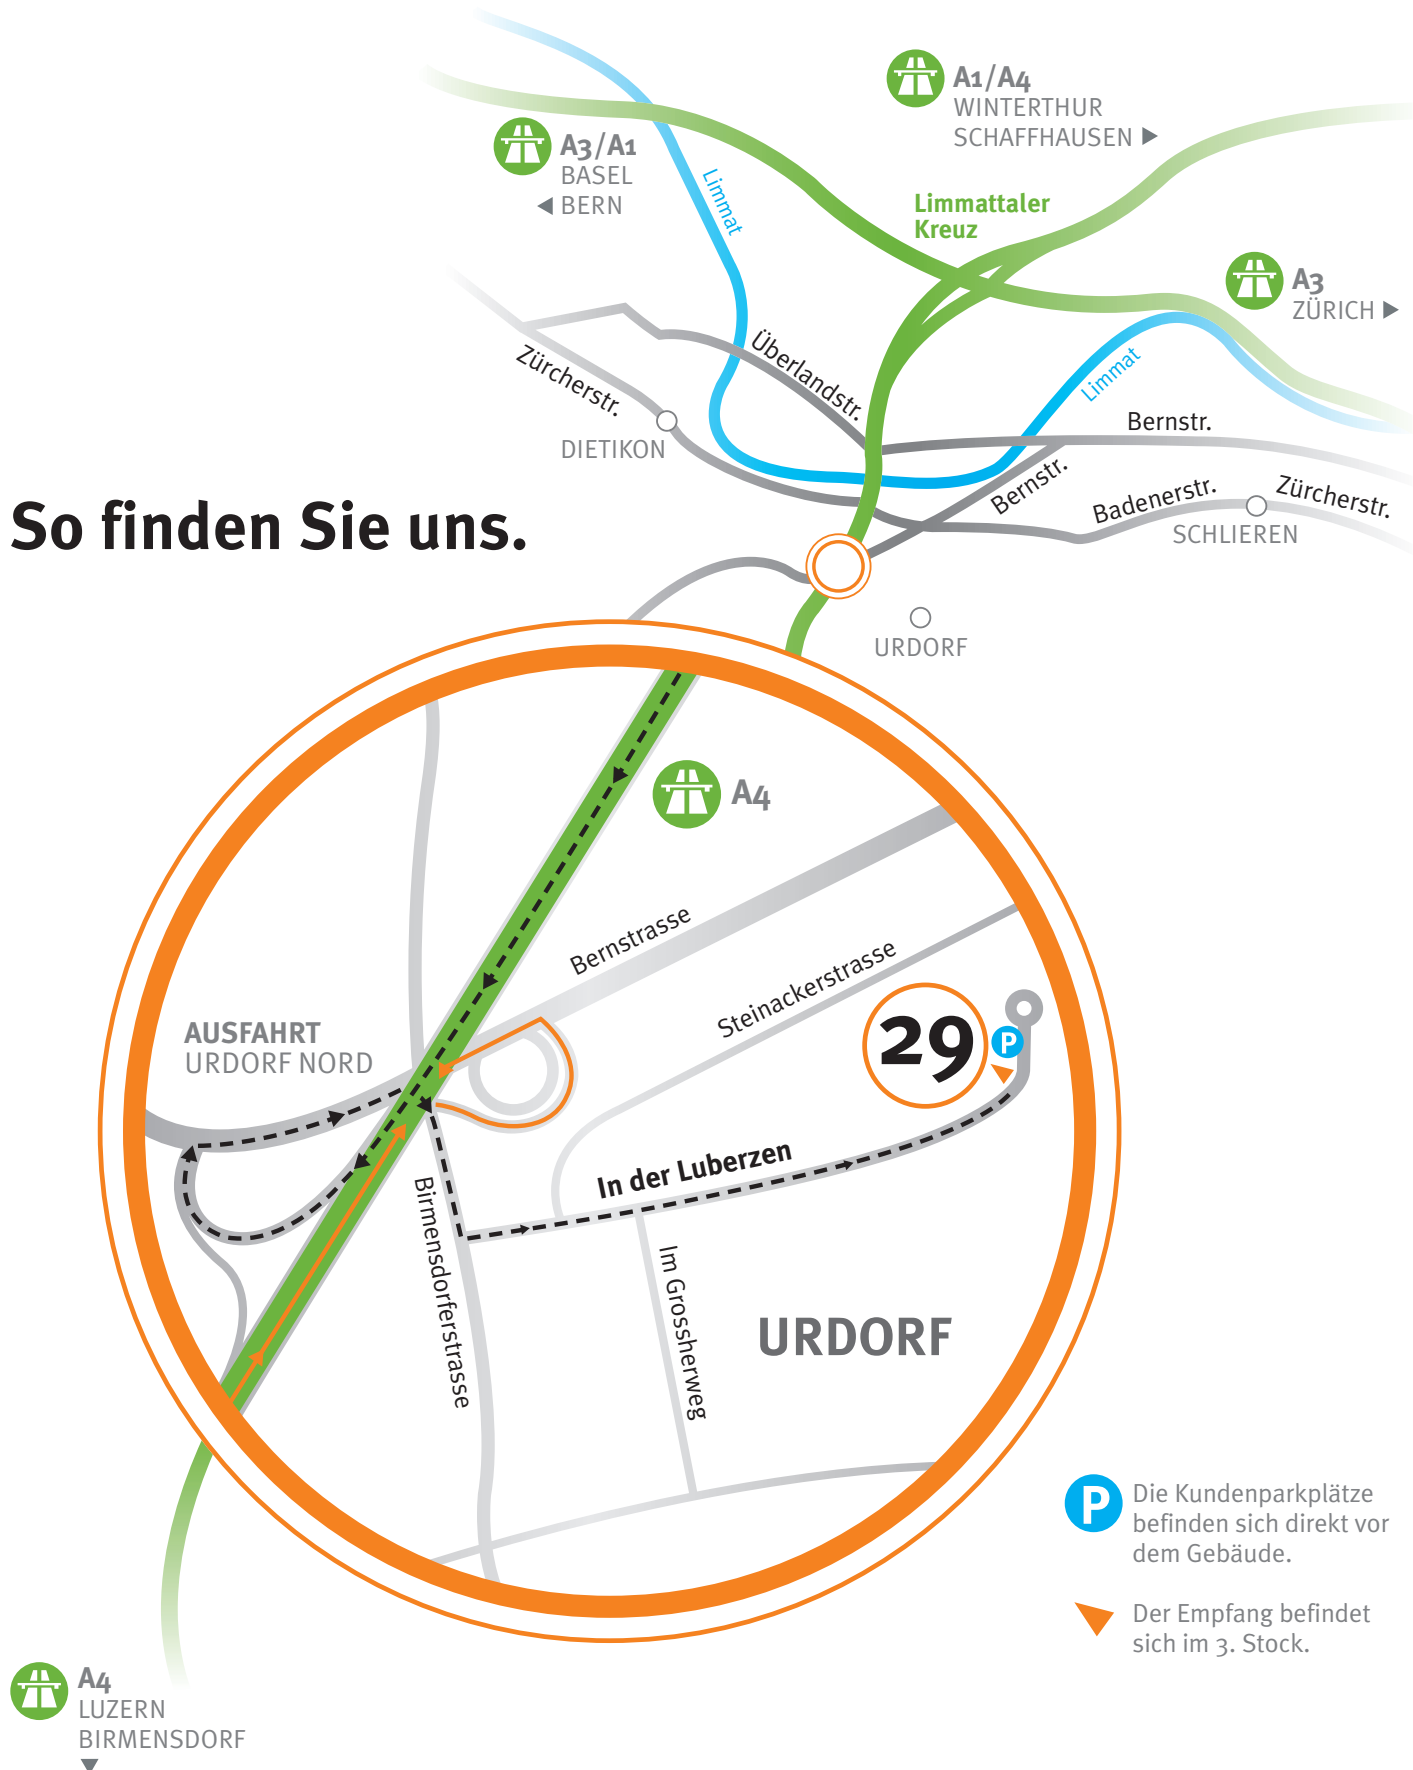 A1/A4
WINTERTHUR
SCHAFFHAUSEN
A3/A1
BASEL
BERN
Limmat
Limmattaler
Kreuz
A3
ZÜRICH
Überlandstr.
Zürcherstr.
Limmat
DIETIKON
Bernstr.
Bernstr.
Badenerstr.
Zürcherstr.
SCHLIEREN
So finden Sie uns.
URDORF
A4
Bernstrasse
Steinackerstrasse
AUSFAHRT
URDORF NORD
29
P
In der Luberzen
Birmensdorferstrasse
Im Grossherweg
URDORF
P
Die Kundenparkplätze
befinden sich direkt vor
dem Gebäude.
Der Empfang befindet
sich im 3. Stock.
A4
LUZERN
BIRMENSDORF